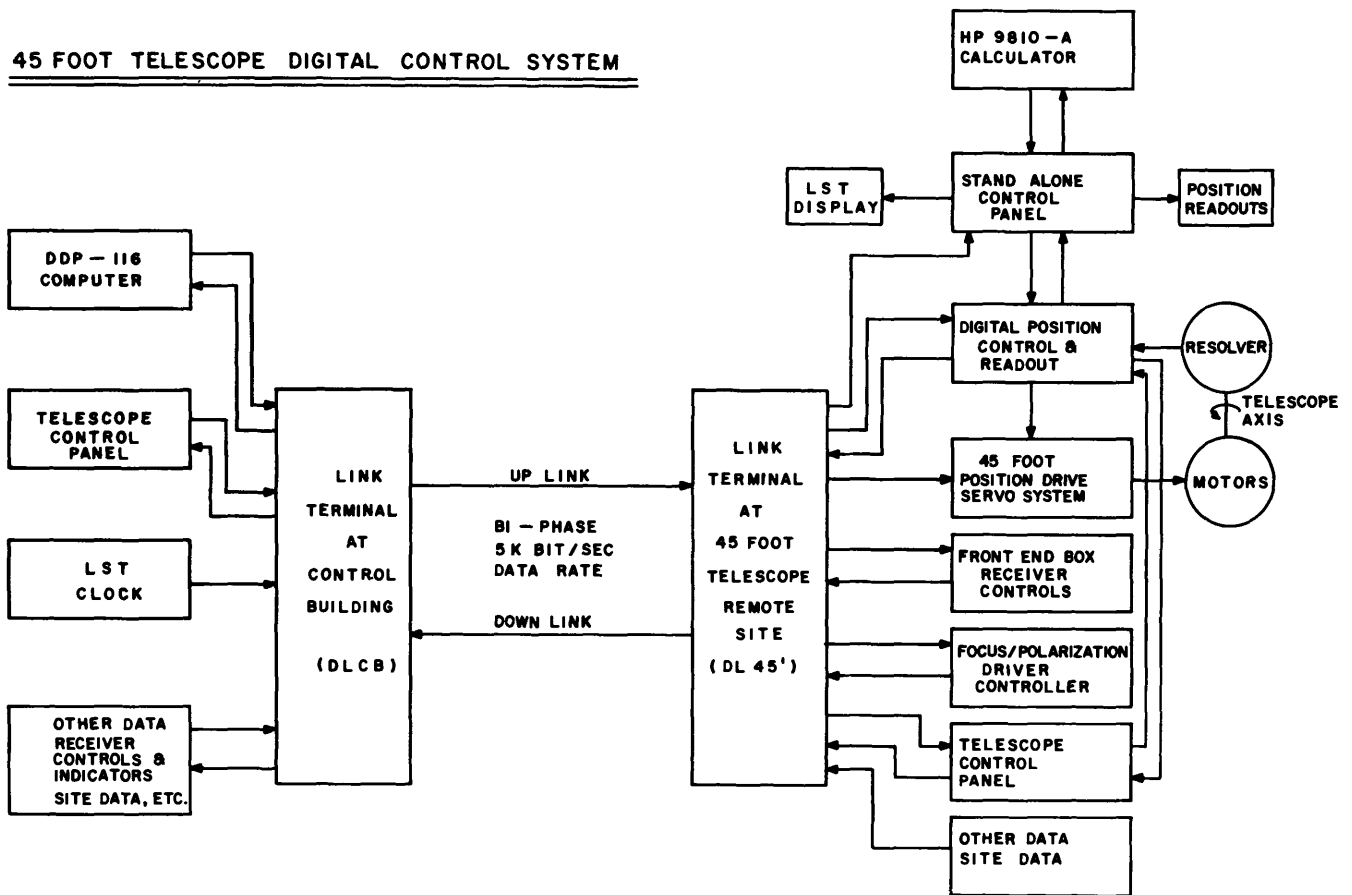 45 FOOT TELESCOPE DIGITAL CONTROL SYSTEM
HP 9810-A
CALCULATOR
LST
DISPLAY
STAND ALONE
CONTROL
PANEL
POSITION
READOUTS
DDP - 116
COMPUTER
TELESCOPE
CONTROL
PANEL
LST
CLOCK
OTHER DATA
RECEIVER
CONTROLS &
INDICATORS
SITE DATA, ETC.
LINK
TERMINAL
AT
CONTROL
BUILDING
(DLCB)
UP LINK
BI - PHASE
5K BIT/SEC
DATA RATE
DOWN LINK
LINK
TERMINAL
AT
45 FOOT
TELESCOPE
REMOTE
SITE
(DL 45')
DIGITAL POSITION
CONTROL &
READOUT
RESOLVER
TELESCOPE
AXIS
MOTORS
45 FOOT
POSITION DRIVE
SERVO SYSTEM
FRONT END BOX
RECEIVER
CONTROLS
FOCUS/POLARIZATION
DRIVER
CONTROLLER
TELESCOPE
CONTROL
PANEL
OTHER DATA
SITE DATA